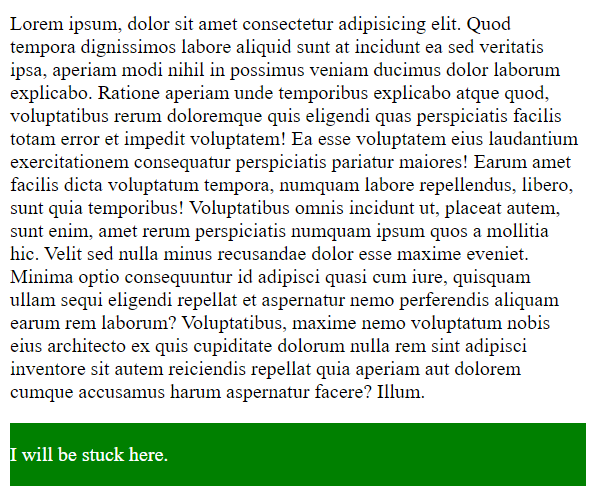 Lorem ipsum, dolor sit amet consectetur adipisicing elit. Quod
tempora dignissimos labore aliquid sunt at incidunt ea sed veritatis
ipsa, aperiam modi nihil in possimus veniam ducimus dolor laborum
explicabo. Ratione aperiam unde temporibus explicabo atque quod,
voluptatibus rerum doloremque quis eligendi quas perspiciatis facilis
totam error et impedit voluptatem! Ea esse voluptatem eius laudantium
exercitationem consequatur perspiciatis pariatur maiores! Earum amet
facilis dicta voluptatum tempora, numquam labore repellendus, libero,
sunt quia temporibus! Voluptatibus omnis incidunt ut, placeat autem,
sunt enim, amet rerum perspiciatis numquam ipsum quos a mollitia
hic. Velit sed nulla minus recusandae dolor esse maxime eveniet.
Minima optio consequuntur id adipisci quasi cum iure, quisquam
ullam sequi eligendi repellat et aspernatur nemo perferendis aliquam
earum rem laborum? Voluptatibus, maxime nemo voluptatum nobis
eius architecto ex quis cupiditate dolorum nulla rem sint adipisci
inventore sit autem reiciendis repellat quia aperiam aut dolorem
cumque accusamus harum aspernatur facere? Illum.
I will be stuck here.